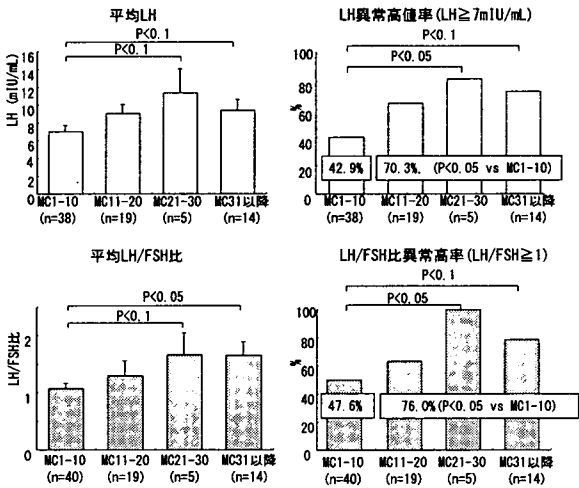 平均LH
P<0.1
P<0.1
LH (mIU/mL)
16
14
12
10
8
6
4
2
0
MC1-10
MC11-20
MC21-30
MC31以降
(n=38)
(n=19)
(n=5)
(n=14)
LH異常高値率(LH≧7mIU/mL)
P<0.1
P<0.05
%
100
80
60
40
20
0
42.9%
70.3%. (P<0.05 vs MC1-10)
MC1-10
MC11-20
MC21-30
MC31以降
(n=38)
(n=19)
(n=5)
(n=14)
平均LH/FSH比
P<0.05
P<0.1
LH/FSH比
2
1
0
MC1-10
MC11-20
MC21-30
MC31以降
(n=40)
(n=19)
(n=5)
(n=14)
LH/FSH比異常高率(LH/FSH≧1)
P<0.1
P<0.05
%
100
80
60
40
20
0
47.6%
76.0%(P<0.05 vs MC1-10)
MC1-10
MC11-20
MC21-30
MC31以降
(n=40)
(n=19)
(n=5)
(n=14)